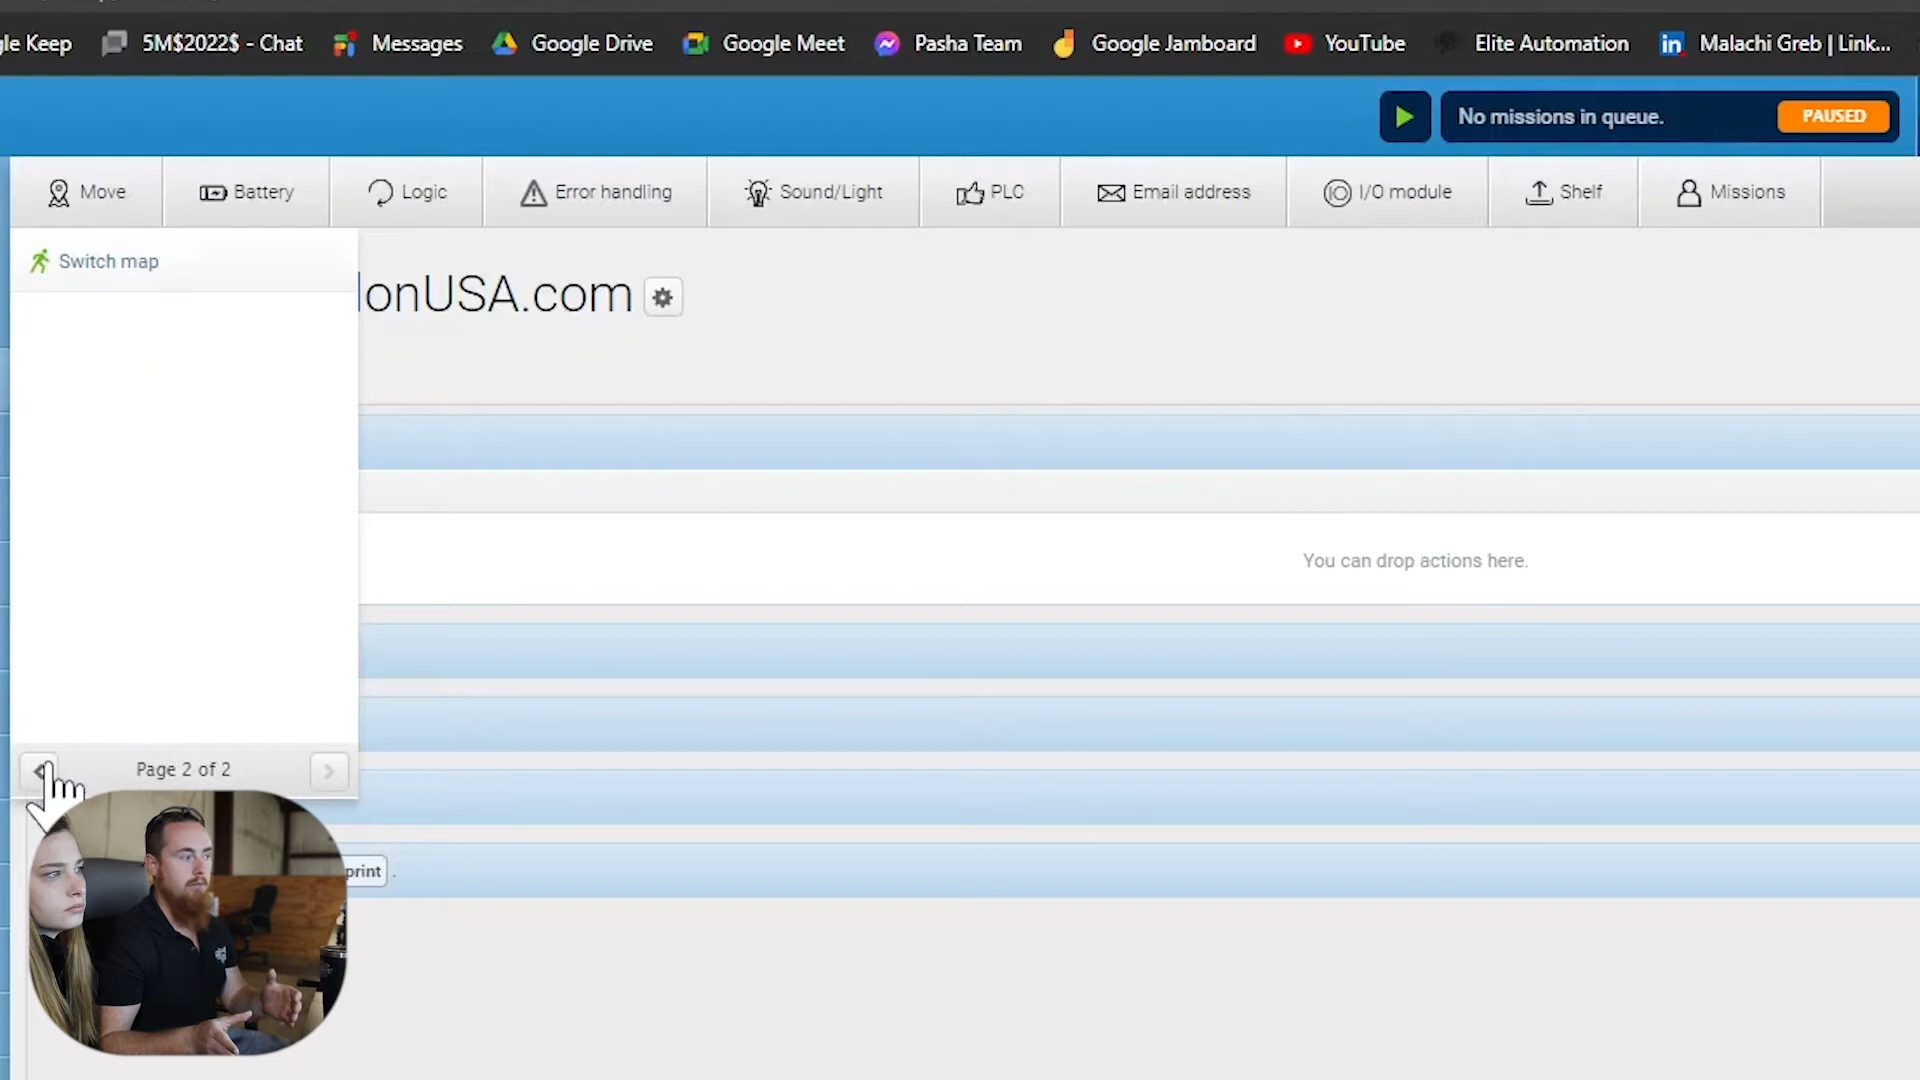 le Keep 5M$2022$ - Chat Messages Google Drive Google Meet Pasha Team Google Jamboard YouTube Elite Automation Malachi Greb | Link...
No missions in queue. PAUSED
Move Battery Logic Error handling Sound/Light PLC Email address I/O module Shelf Missions
Switch map
lonUSA.com
You can drop actions here.
Page 2 of 2
print .